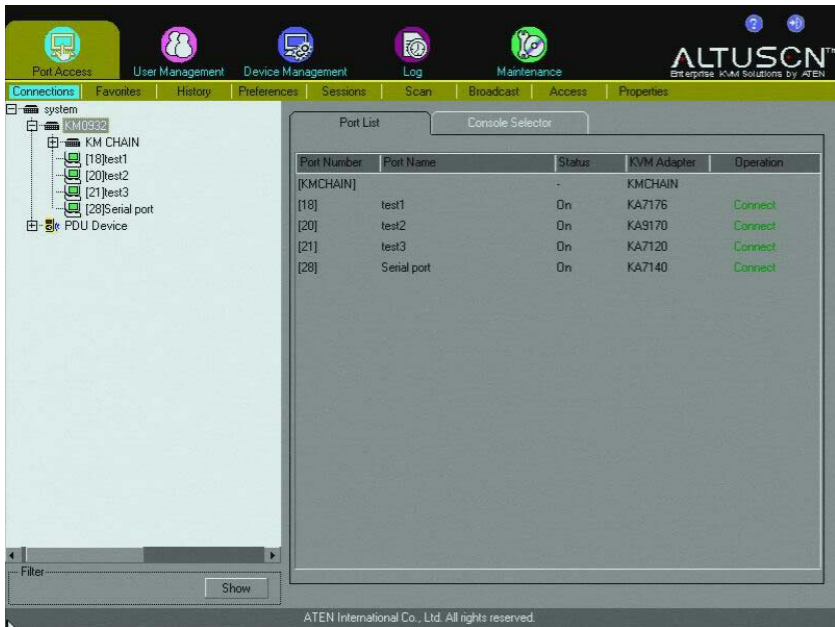 Port Access User Management Device Management Log Maintenance
ALTUSCN™
Enterprise KVM Solutions by ATEN
Connections Favorites History Preferences Sessions Scan Broadcast Access Properties
system
KM0932
KM CHAIN
[18]test1
[20]test2
[21]test3
[28]Serial port
PDU Device
Filter
Show
Port List Console Selector
Port Number Port Name Status KVM Adapter Operation
[KMCHAIN] - KMCHAIN
[18] test1 On KA7176 Connect
[20] test2 On KA9170 Connect
[21] test3 On KA7120 Connect
[28] Serial port On KA7140 Connect
ATEN International Co., Ltd. All rights reserved.